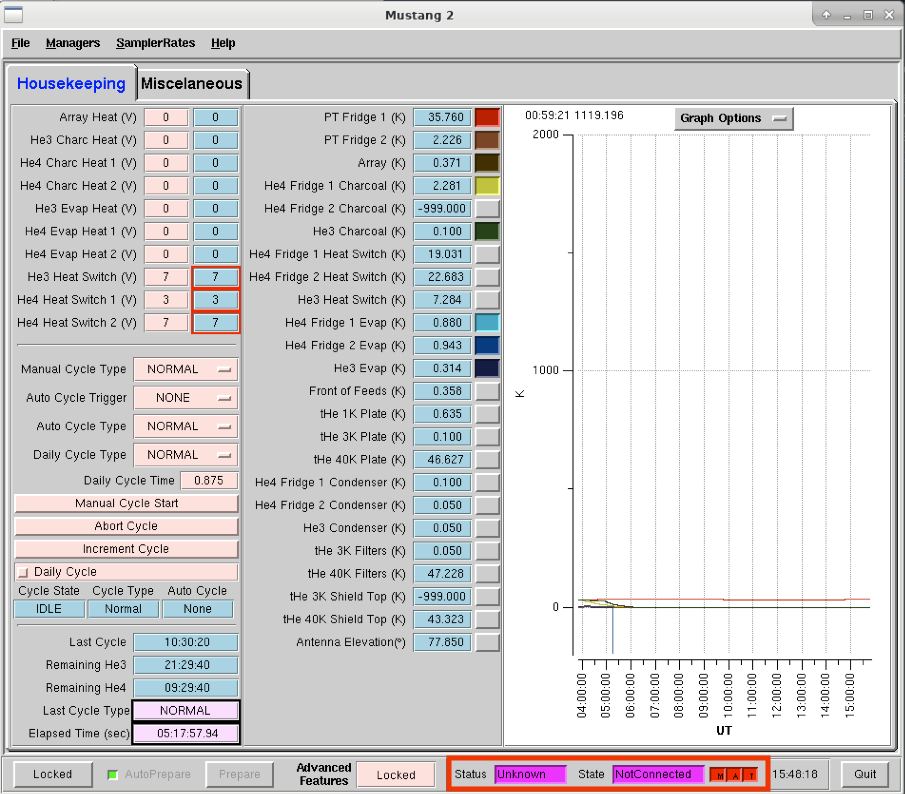 Mustang 2
File Managers SamplerRates Help
Housekeeping Miscelaneous
Array Heat (V) 0 0
He3 Charc Heat (V) 0 0
He4 Charc Heat 1 (V) 0 0
He4 Charc Heat 2 (V) 0 0
He3 Evap Heat (V) 0 0
He4 Evap Heat 1 (V) 0 0
He4 Evap Heat 2 (V) 0 0
He3 Heat Switch (V) 7 7
He4 Heat Switch 1 (V) 3 3
He4 Heat Switch 2 (V) 7 7
Manual Cycle Type NORMAL
Auto Cycle Trigger NONE
Auto Cycle Type NORMAL
Daily Cycle Type NORMAL
Daily Cycle Time 0.875
Manual Cycle Start
Abort Cycle
Increment Cycle
Daily Cycle
Cycle State Cycle Type Auto Cycle
IDLE Normal None
Last Cycle 10:30:20
Remaining He3 21:29:40
Remaining He4 09:29:40
Last Cycle Type NORMAL
Elapsed Time (sec) 05:17:57.94
PT Fridge 1 (K) 35.760
PT Fridge 2 (K) 2.226
Array (K) 0.371
He4 Fridge 1 Charcoal (K) 2.281
He4 Fridge 2 Charcoal (K) -999.000
He3 Charcoal (K) 0.100
He4 Fridge 1 Heat Switch (K) 19.031
He4 Fridge 2 Heat Switch (K) 22.683
He3 Heat Switch (K) 7.284
He4 Fridge 1 Evap (K) 0.880
He4 Fridge 2 Evap (K) 0.943
He3 Evap (K) 0.314
Front of Feeds (K) 0.358
tHe 1K Plate (K) 0.635
tHe 3K Plate (K) 0.100
tHe 40K Plate (K) 46.627
He4 Fridge 1 Condenser (K) 0.100
He4 Fridge 2 Condenser (K) 0.050
He3 Condenser (K) 0.050
tHe 3K Filters (K) 0.050
tHe 40K Filters (K) 47.228
tHe 3K Shield Top (K) -999.000
tHe 40K Shield Top (K) 43.323
Antenna Elevation(°) 77.850
00:59:21 1119.196 Graph Options
2000
1000
0
K
04:00:00 05:00:00 06:00:00 07:00:00 08:00:00 09:00:00 10:00:00 11:00:00 12:00:00 13:00:00 14:00:00 15:00:00
UT
Locked AutoPrepare Prepare Advanced Features Locked Status Unknown State NotConnected M A T 15:48:18 Quit